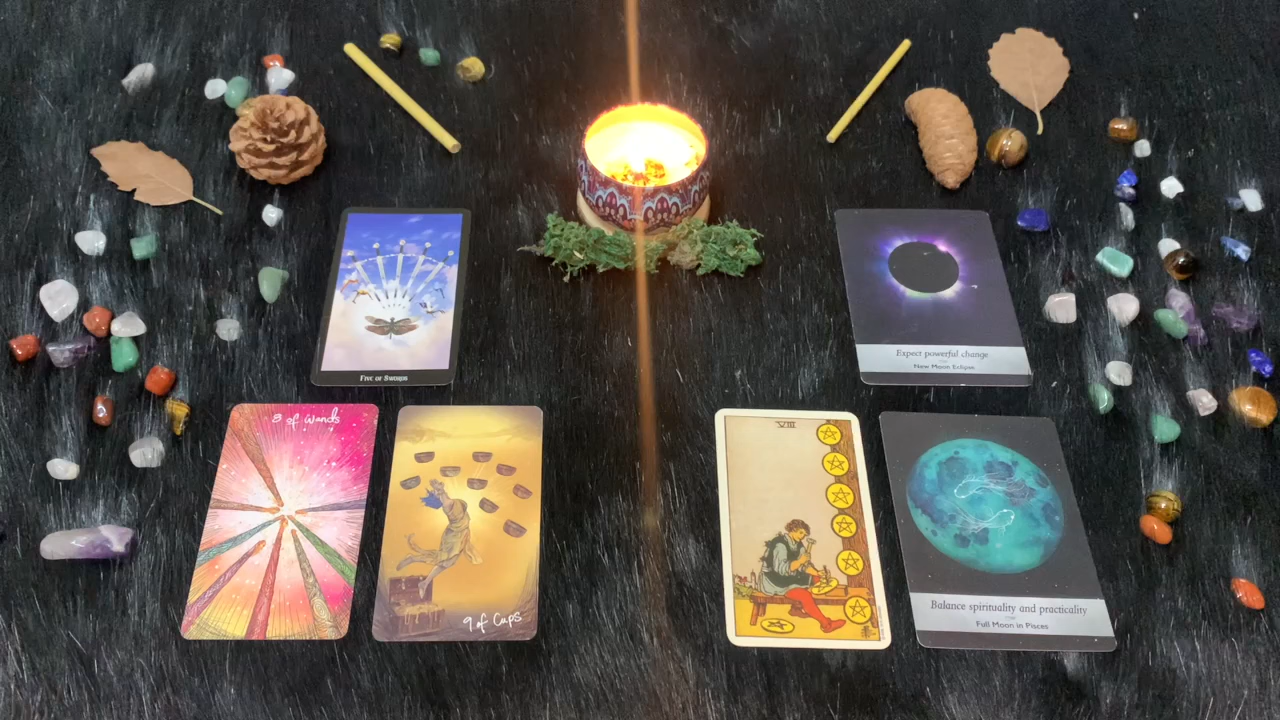 Five of Swords
Expect powerful change
New Moon Eclipse
8 of Wands
9 of Cups
VIII
Balance spirituality and practicality
Full Moon in Pisces